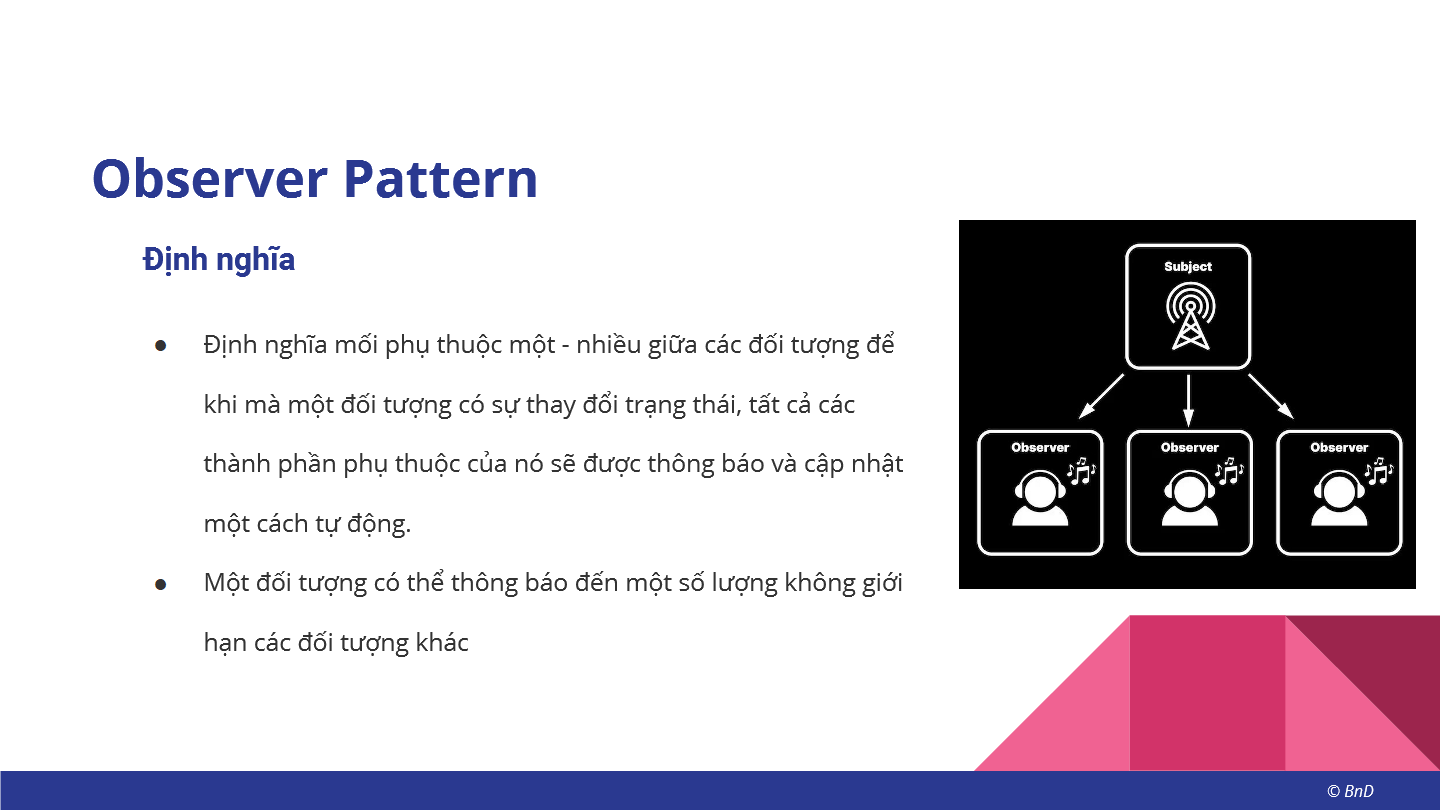 Observer Pattern
Định nghĩa
● Định nghĩa mối phụ thuộc một - nhiều giữa các đối tượng để
khi mà một đối tượng có sự thay đổi trạng thái, tất cả các
thành phần phụ thuộc của nó sẽ được thông báo và cập nhật
một cách tự động.
● Một đối tượng có thể thông báo đến một số lượng không giới
hạn các đối tượng khác
Subject
Observer
Observer
Observer
© BnD